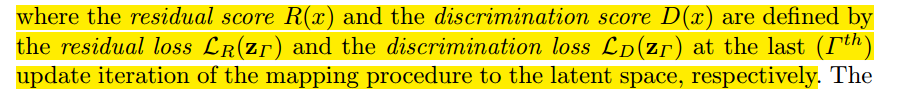 where the residual score R(x) and the discrimination score D(x) are defined by
the residual loss ℒ_R(𝐳_Γ) and the discrimination loss ℒ_D(𝐳_Γ) at the last (Γ^{th})
update iteration of the mapping procedure to the latent space, respectively. The